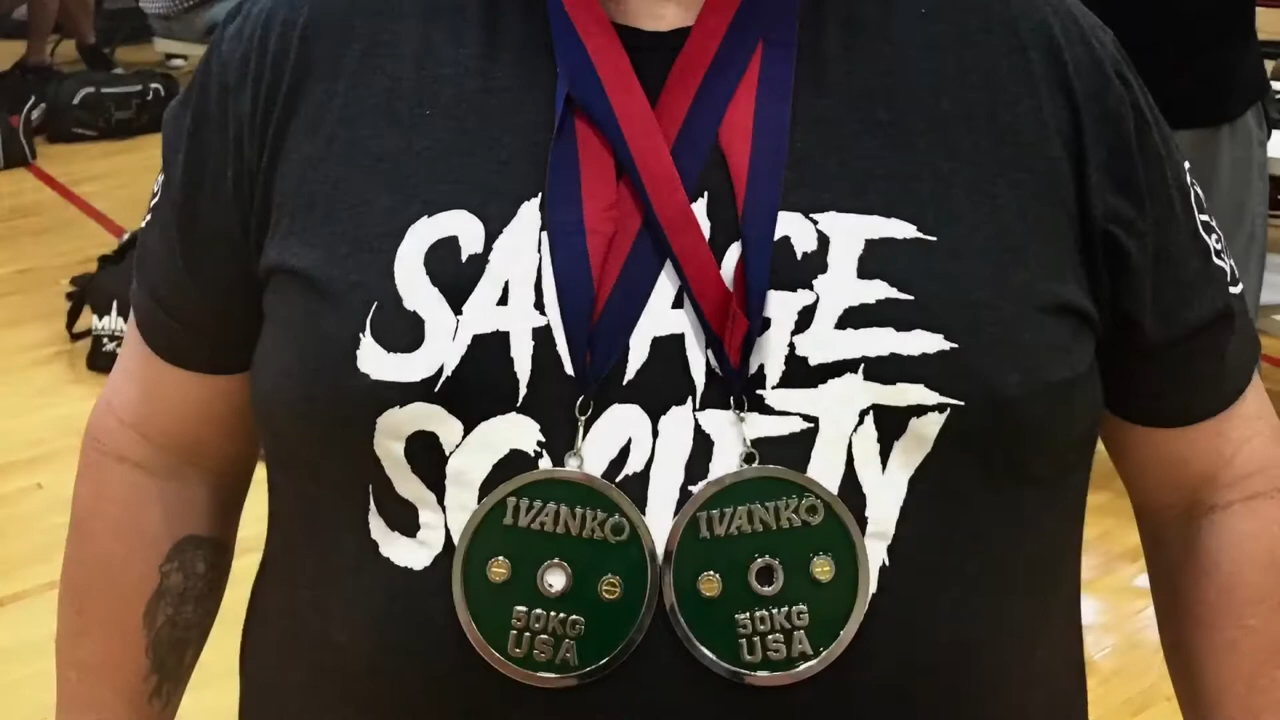 SAVAGE
SOCIETY
IVANKO
50KG
USA
IVANKO
50KG
USA